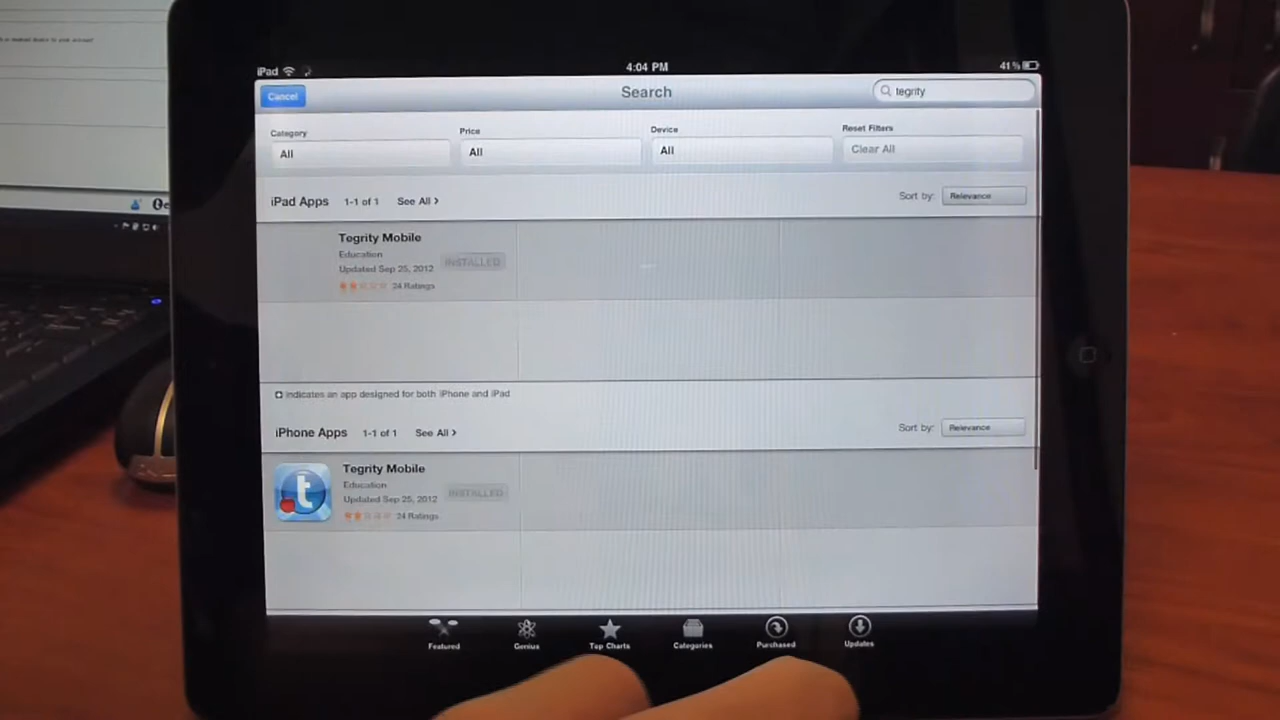 iPad
4:04 PM
41%
Cancel
Search
tegrity
Category
Price
Device
Reset Filters
All
All
All
Clear All
iPad Apps 1-1 of 1 See All >
Sort by: Relevance
Tegrity Mobile
Education
Updated Sep 25, 2012
INSTALLED
24 Ratings
indicates an app designed for both iPhone and iPad
iPhone Apps 1-1 of 1 See All >
Sort by: Relevance
t
Tegrity Mobile
Education
Updated Sep 25, 2012
INSTALLED
24 Ratings
Featured
Genius
Top Charts
Categories
Purchased
Updates